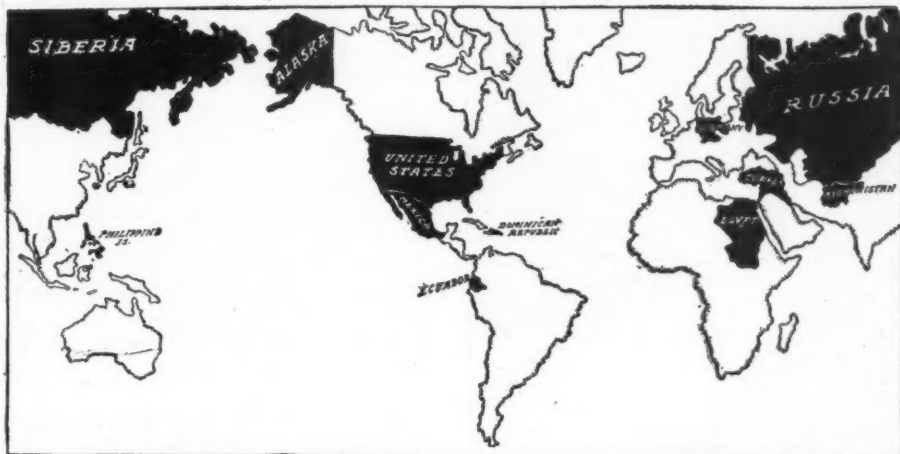 SIBERIA
ALASKA
RUSSIA
UNITED
STATES
MEXICO
PHILIPPINE
IS.
DOMINICAN
REPUBLIC
EGYPT
ECUADOR